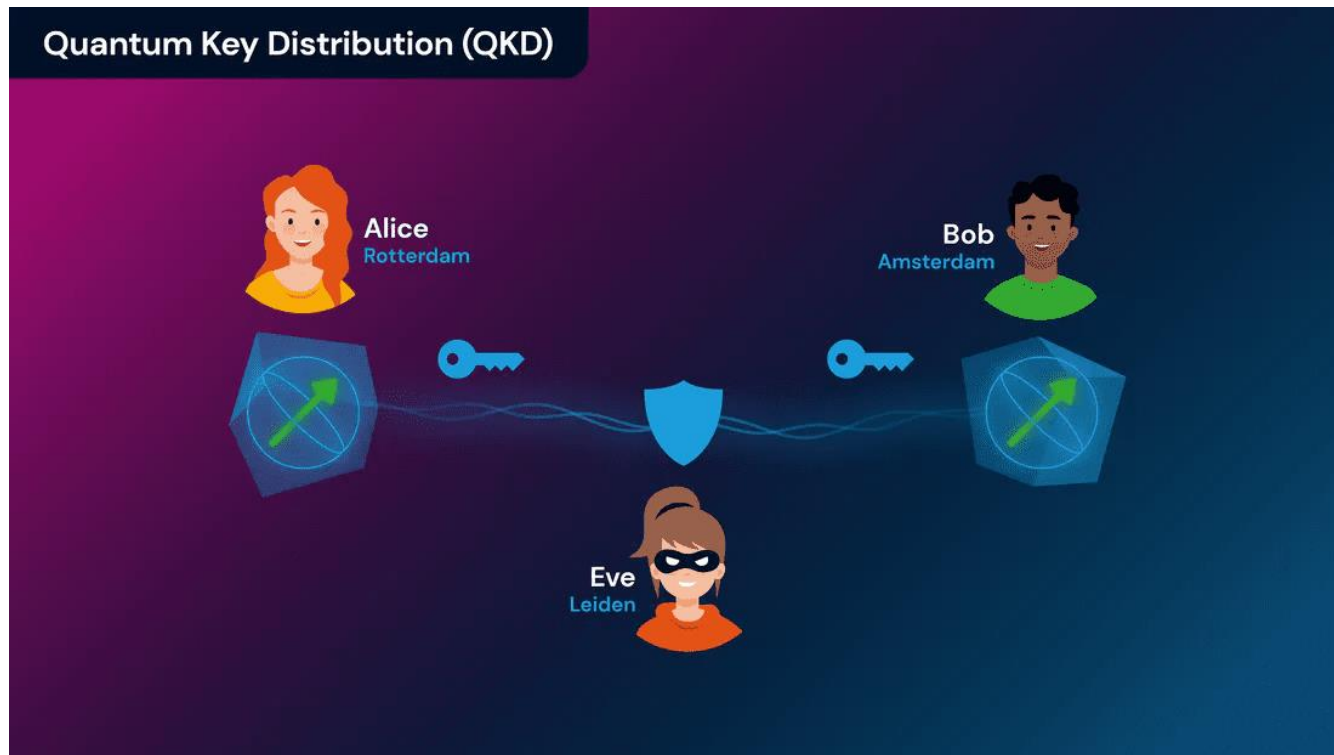 Quantum Key Distribution (QKD)
Alice
Rotterdam
Bob
Amsterdam
Eve
Leiden